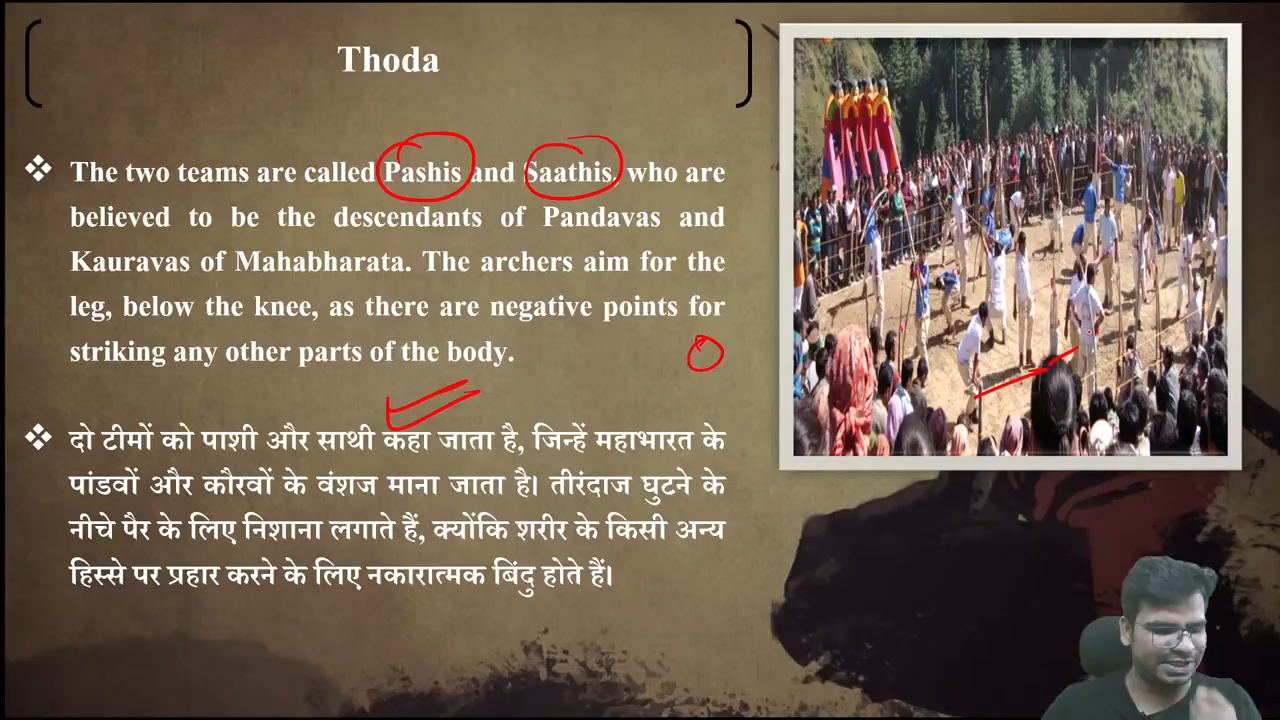 Thoda
The two teams are called Pashis and Saathis, who are
believed to be the descendants of Pandavas and
Kauravas of Mahabharata. The archers aim for the
leg, below the knee, as there are negative points for
striking any other parts of the body.
दो टीमों को पाशी और साथी कहा जाता है, जिन्हें महाभारत के
पांडवों और कौरवों के वंशज माना जाता है। तीरंदाज घुटने के
नीचे पैर के लिए निशाना लगाते हैं, क्योंकि शरीर के किसी अन्य
हिस्से पर प्रहार करने के लिए नकारात्मक बिंदु होते हैं।